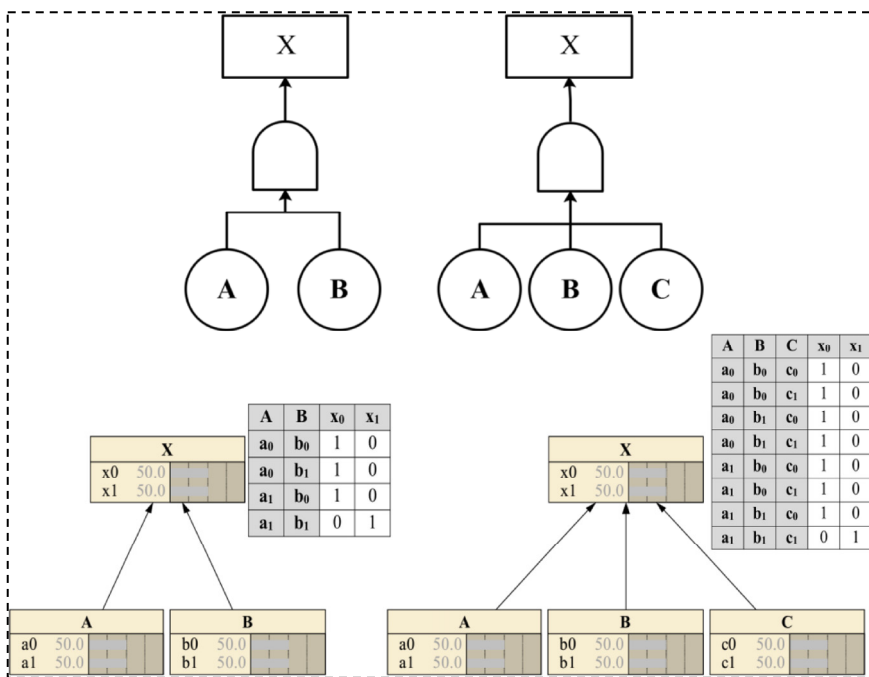 X
X
A B
A B C
A B C x₀ x₁
a₀ b₀ c₀ 1 0
a₀ b₀ c₁ 1 0
a₀ b₁ c₀ 1 0
a₀ b₁ c₁ 1 0
a₁ b₀ c₀ 1 0
a₁ b₀ c₁ 1 0
a₁ b₁ c₀ 1 0
a₁ b₁ c₁ 0 1
A B x₀ x₁
a₀ b₀ 1 0
a₀ b₁ 1 0
a₁ b₀ 1 0
a₁ b₁ 0 1
X
x0 50.0
x1 50.0
X
x0 50.0
x1 50.0
A
a0 50.0
a1 50.0
B
b0 50.0
b1 50.0
A
a0 50.0
a1 50.0
B
b0 50.0
b1 50.0
C
c0 50.0
c1 50.0